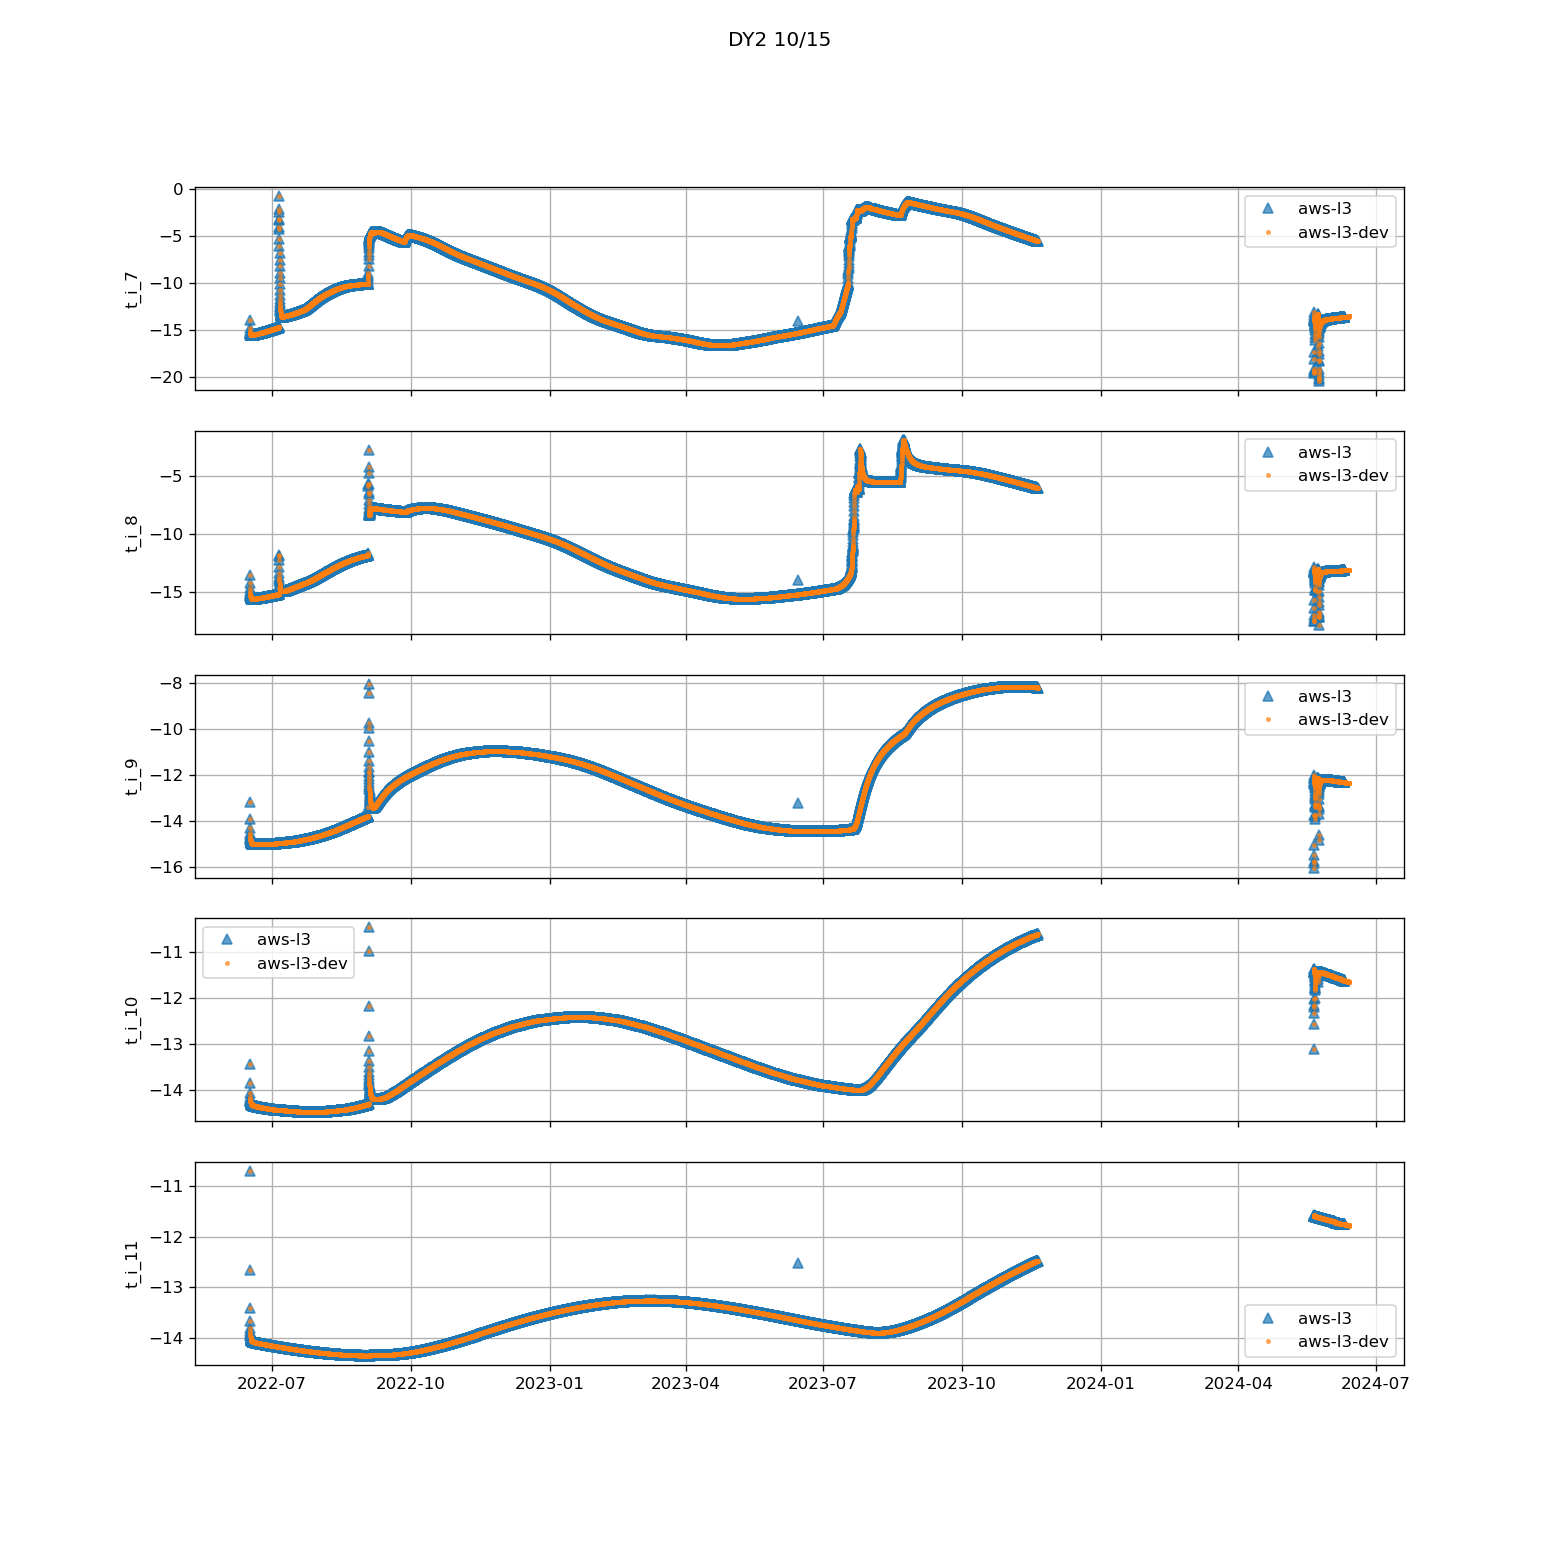 DY2 10/15
0
−5
−10
−15
−20
t_i_7
aws-l3
aws-l3-dev
−5
−10
−15
t_i_8
aws-l3
aws-l3-dev
−8
−10
−12
−14
−16
t_i_9
aws-l3
aws-l3-dev
−11
−12
−13
−14
t_i_10
aws-l3
aws-l3-dev
−11
−12
−13
−14
t_i_11
aws-l3
aws-l3-dev
2022-07 2022-10 2023-01 2023-04 2023-07 2023-10 2024-01 2024-04 2024-07